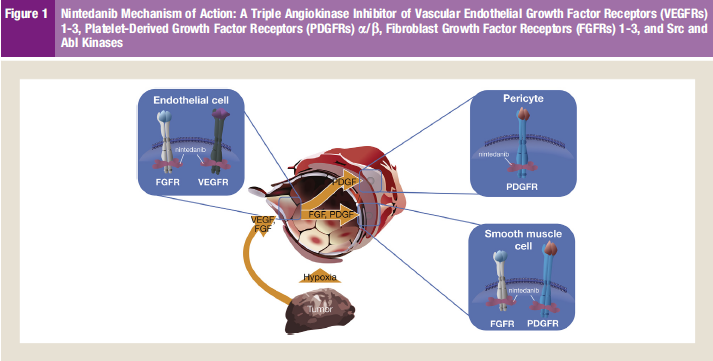 Figure 1
Nintedanib Mechanism of Action: A Triple Angiokinase Inhibitor of Vascular Endothelial Growth Factor Receptors (VEGFRs)
1-3, Platelet-Derived Growth Factor Receptors (PDGFRs) α/β, Fibroblast Growth Factor Receptors (FGFRs) 1-3, and Src and
Abl Kinases
Endothelial cell
nintedanib
FGFR VEGFR
Pericyte
nintedanib
PDGFR
PDGF
FGF, PDGF
VEGF,
FGF
Hypoxia
Tumor
Smooth muscle
cell
nintedanib
FGFR PDGFR